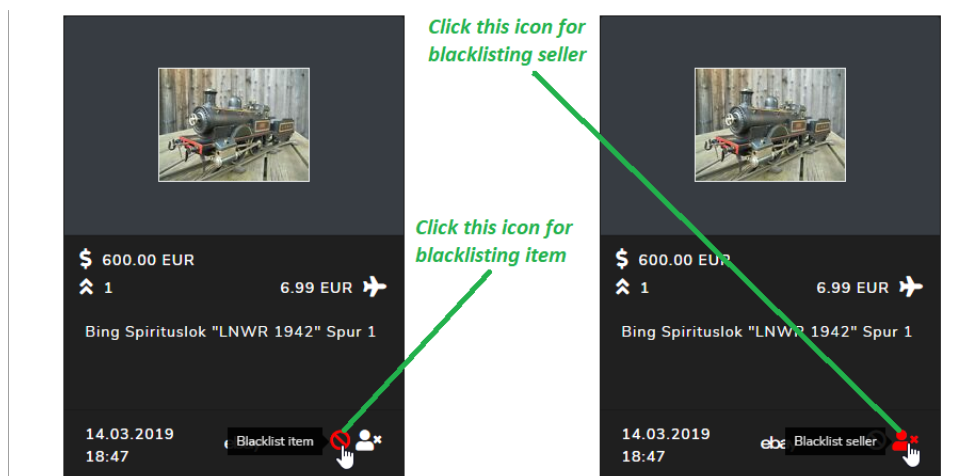 Click this icon for
blacklisting seller
Click this icon for
blacklisting item
$ 600.00 EUR
1 6.99 EUR
Bing Spirituslok "LNWR 1942" Spur 1
14.03.2019
18:47
Blacklist item
$ 600.00 EUR
1 6.99 EUR
Bing Spirituslok "LNWR 1942" Spur 1
14.03.2019
18:47
Blacklist seller